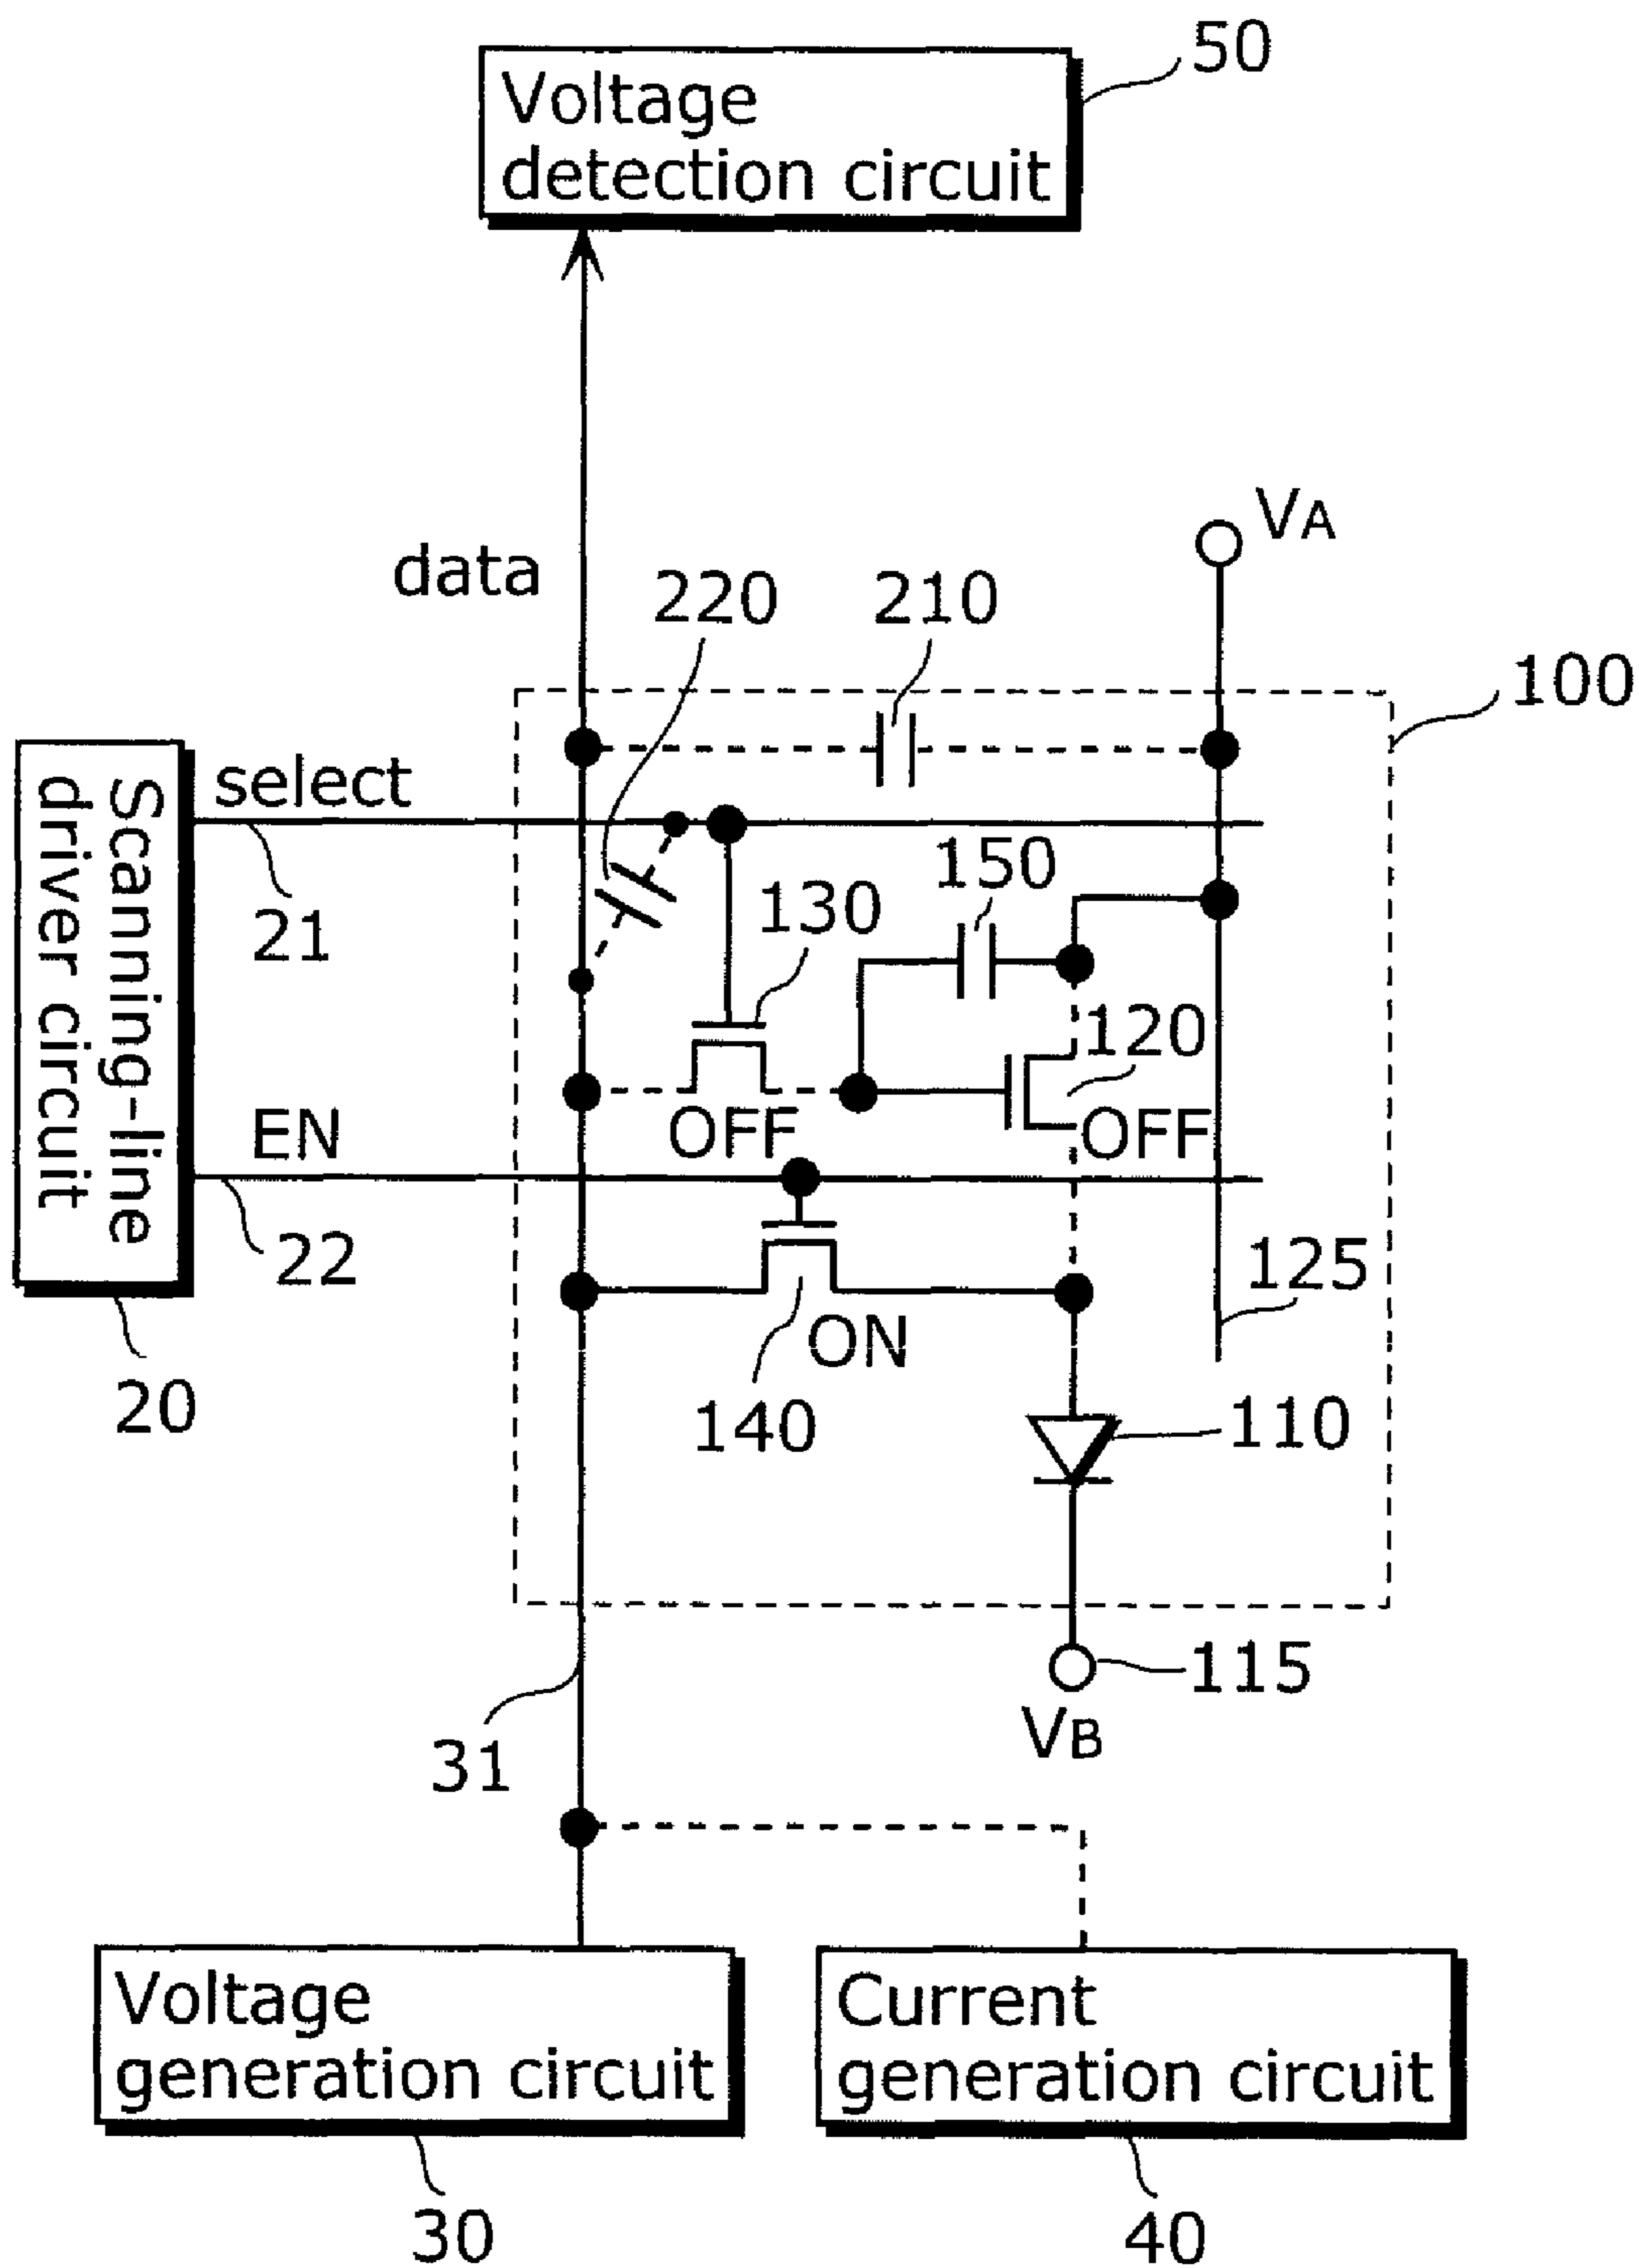 50
Voltage
detection circuit
VA
data
220
210
100
select
Scanning-line
driver circuit
21
150
130
120
OFF
OFF
EN
22
125
ON
20
140
110
115
VB
31
Voltage
generation circuit
Current
generation circuit
30
40